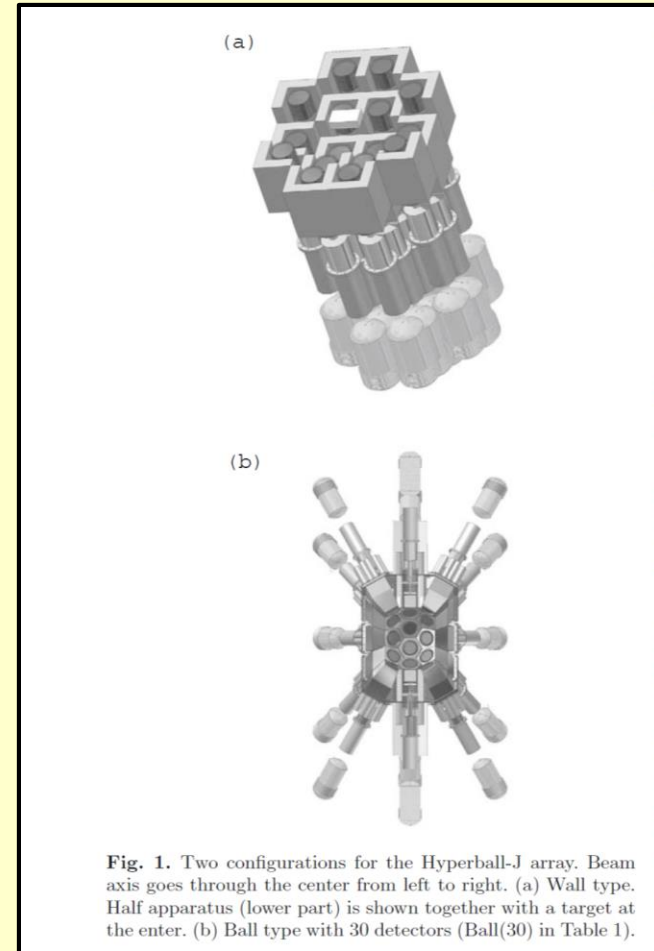 (a)
(b)
Fig. 1. Two configurations for the Hyperball-J array. Beam
axis goes through the center from left to right. (a) Wall type.
Half apparatus (lower part) is shown together with a target at
the enter. (b) Ball type with 30 detectors (Ball(30) in Table 1).